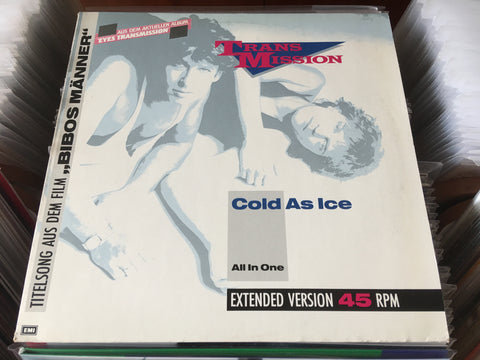 AUS DEM AKTUELLEN ALBUM
"EYES TRANSMISSION"
TRANS
MISSION
TITELSONG AUS DEM FILM „BIBOS MÄNNER“
Cold As Ice
All In One
EXTENDED VERSION 45 RPM
EMI